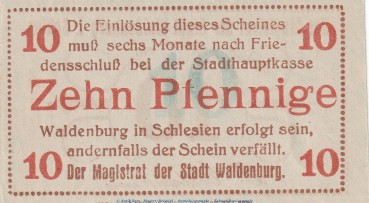 10 Die Einlösung dieses Scheines 10
muß sechs Monate nach Frie-
densschluß bei der Stadthauptkasse
Zehn Pfennige
Waldenburg in Schlesien erfolgt sein,
andernfalls der Schein verfällt.
10 Der Magistrat der Stadt Waldenburg. 10